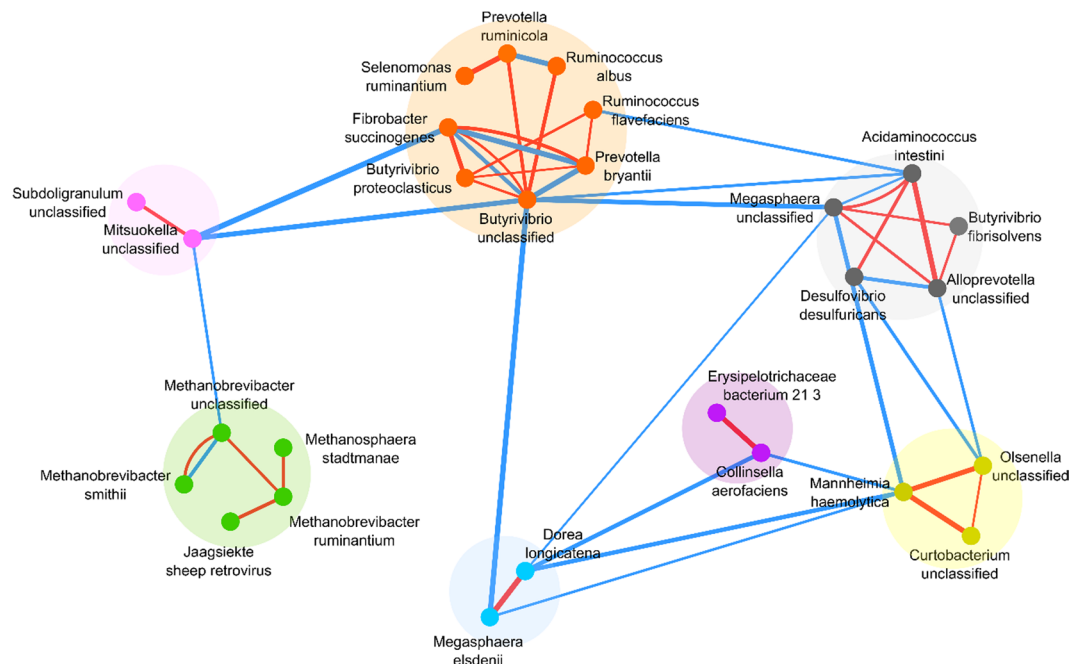 Prevotella
ruminicola
Selenomonas
ruminantium
Ruminococcus
albus
Fibrobacter
succinogenes
Ruminococcus
flavefaciens
Butyrivibrio
proteoclasticus
Prevotella
bryantii
Butyrivibrio
unclassified
Subdoligranulum
unclassified
Mitsuokella
unclassified
Acidaminococcus
intestini
Megasphaera
unclassified
Butyrivibrio
fibrisolvens
Desulfovibrio
desulfuricans
Alloprevotella
unclassified
Methanobrevibacter
unclassified
Methanosphaera
stadtmanae
Methanobrevibacter
smithii
Methanobrevibacter
ruminantium
Jaagsiekte
sheep retrovirus
Erysipelotrichaceae
bacterium 21 3
Collinsella
aerofaciens
Mannheimia
haemolytica
Olsenella
unclassified
Curtobacterium
unclassified
Dorea
longicatena
Megasphaera
elsdenii